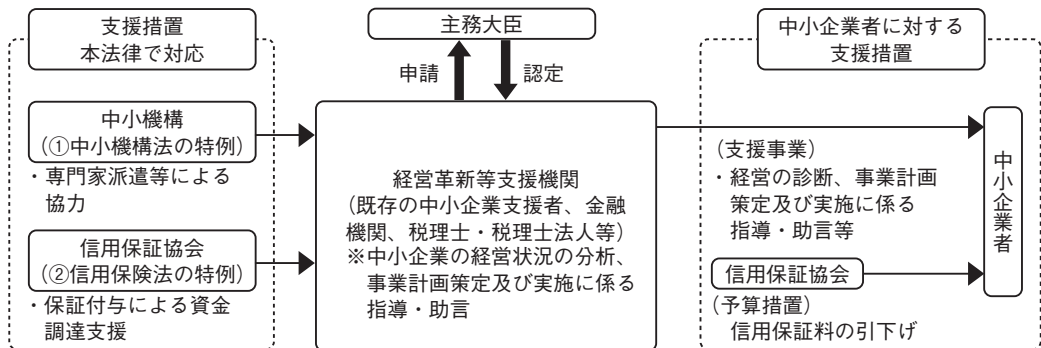 支援措置
本法律で対応
中小機構
(①中小機構法の特例)
・専門家派遣等による
協力
信用保証協会
(②信用保険法の特例)
・保証付与による資金
調達支援
主務大臣
申請
認定
経営革新等支援機関
(既存の中小企業支援者、金融
機関、税理士・税理士法人等)
※中小企業の経営状況の分析、
事業計画策定及び実施に係る
指導・助言
中小企業者に対する
支援措置
(支援事業)
・経営の診断、事業計画
策定及び実施に係る
指導・助言等
信用保証協会
(予算措置)
信用保証料の引下げ
中小企業者